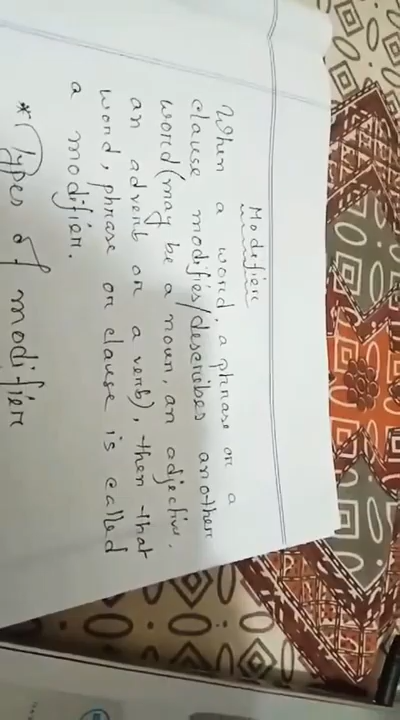 Modifier
When a word, a phrase or a
clause modifies/describes another
word (may be a noun, an adjective.
an adverb or a verb), then that
word, phrase or clause is called
a modifier.
* Types of modifier